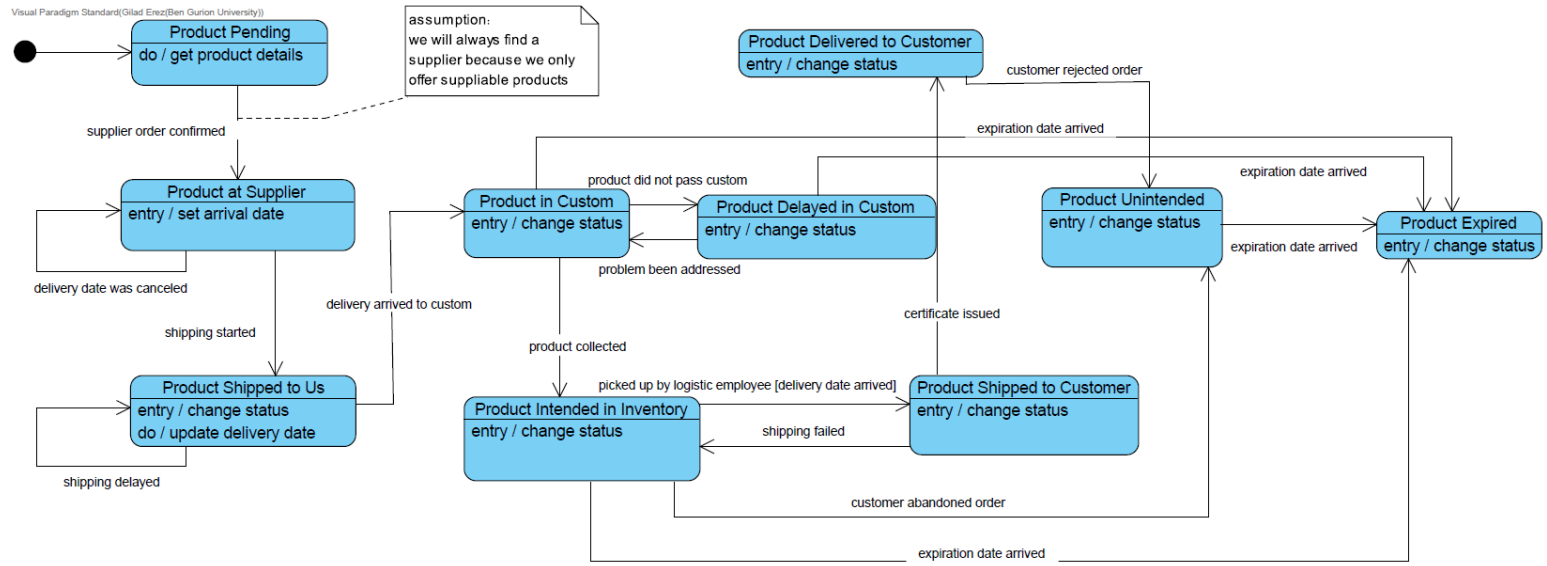 Visual Paradigm Standard(Gilad Erez(Ben Gurion University))
Product Pending
do / get product details
assumption:
we will always find a
supplier because we only
offer suppliable products
Product Delivered to Customer
entry / change status
customer rejected order
supplier order confirmed
expiration date arrived
expiration date arrived
product did not pass custom
Product at Supplier
entry / set arrival date
Product in Custom
entry / change status
Product Delayed in Custom
entry / change status
Product Unintended
entry / change status
Product Expired
entry / change status
expiration date arrived
problem been addressed
delivery date was canceled
delivery arrived to custom
certificate issued
shipping started
product collected
Product Shipped to Us
entry / change status
do / update delivery date
picked up by logistic employee [delivery date arrived]
Product Shipped to Customer
entry / change status
Product Intended in Inventory
entry / change status
shipping failed
shipping delayed
customer abandoned order
expiration date arrived